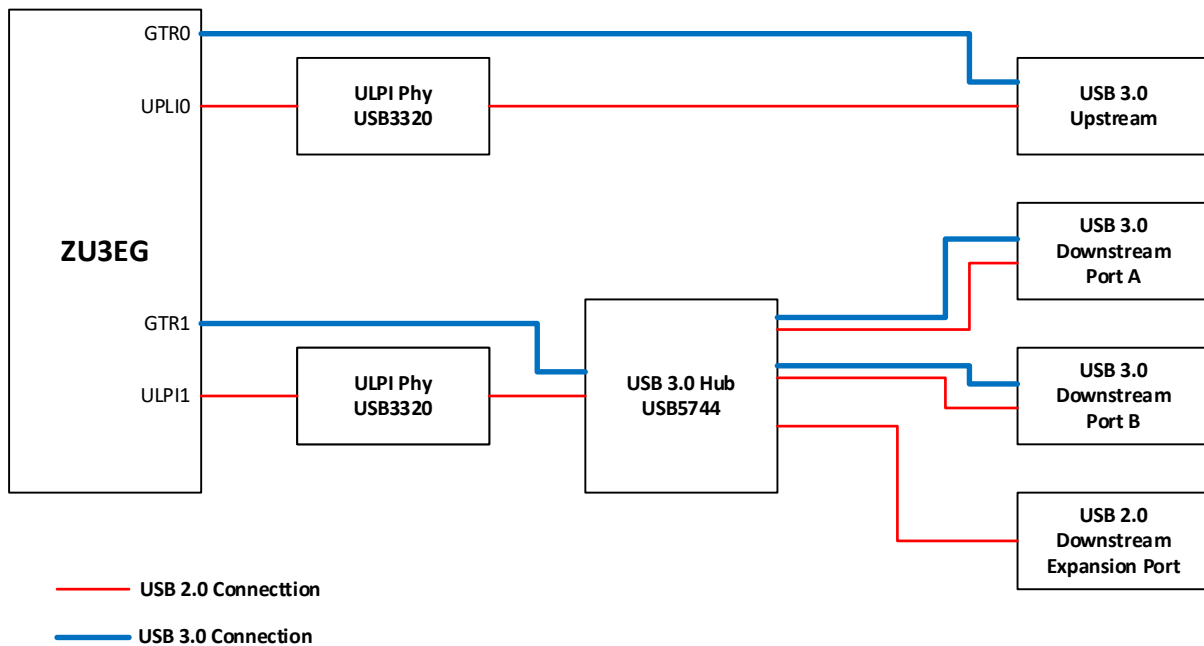 GTR0
UPLI0
ULPI Phy
USB3320
USB 3.0
Upstream
ZU3EG
USB 3.0
Downstream
Port A
GTR1
ULPI1
ULPI Phy
USB3320
USB 3.0 Hub
USB5744
USB 3.0
Downstream
Port B
USB 2.0
Downstream
Expansion Port
USB 2.0 Connecttion
USB 3.0 Connection